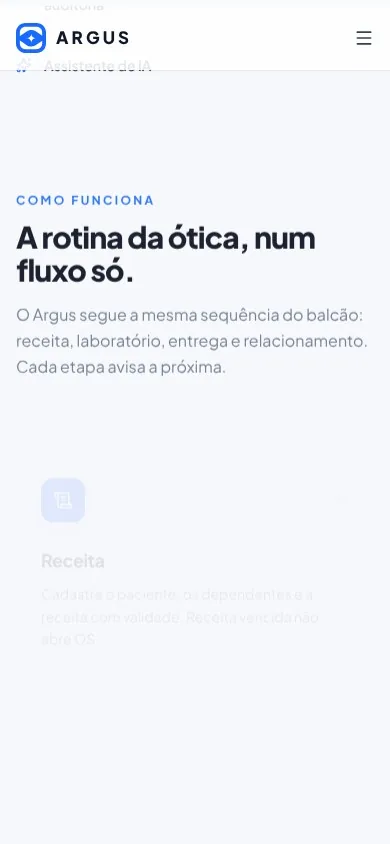 auditoria
ARGUS
Assistente de IA
COMO FUNCIONA
A rotina da ótica, num
fluxo só.
O Argus segue a mesma sequência do balcão:
receita, laboratório, entrega e relacionamento.
Cada etapa avisa a próxima.
Receita
Cadastre o paciente, os dependentes e a
receita com validade. Receita vencida não
abre OS.